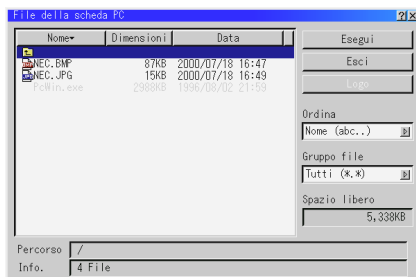 File della scheda PC
Nome Dimensioni Data
NEC.BMP 87KB 2000/07/18 16:47
NEC.JPG 15KB 2000/07/18 16:49
PcWin.exe 2988KB 1996/08/02 21:59
Esegui
Esci
Logo
Ordina
Nome (abc..)
Gruppo file
Tutti (*.*)
Spazio libero
5,338KB
Percorso /
Info. 4 File